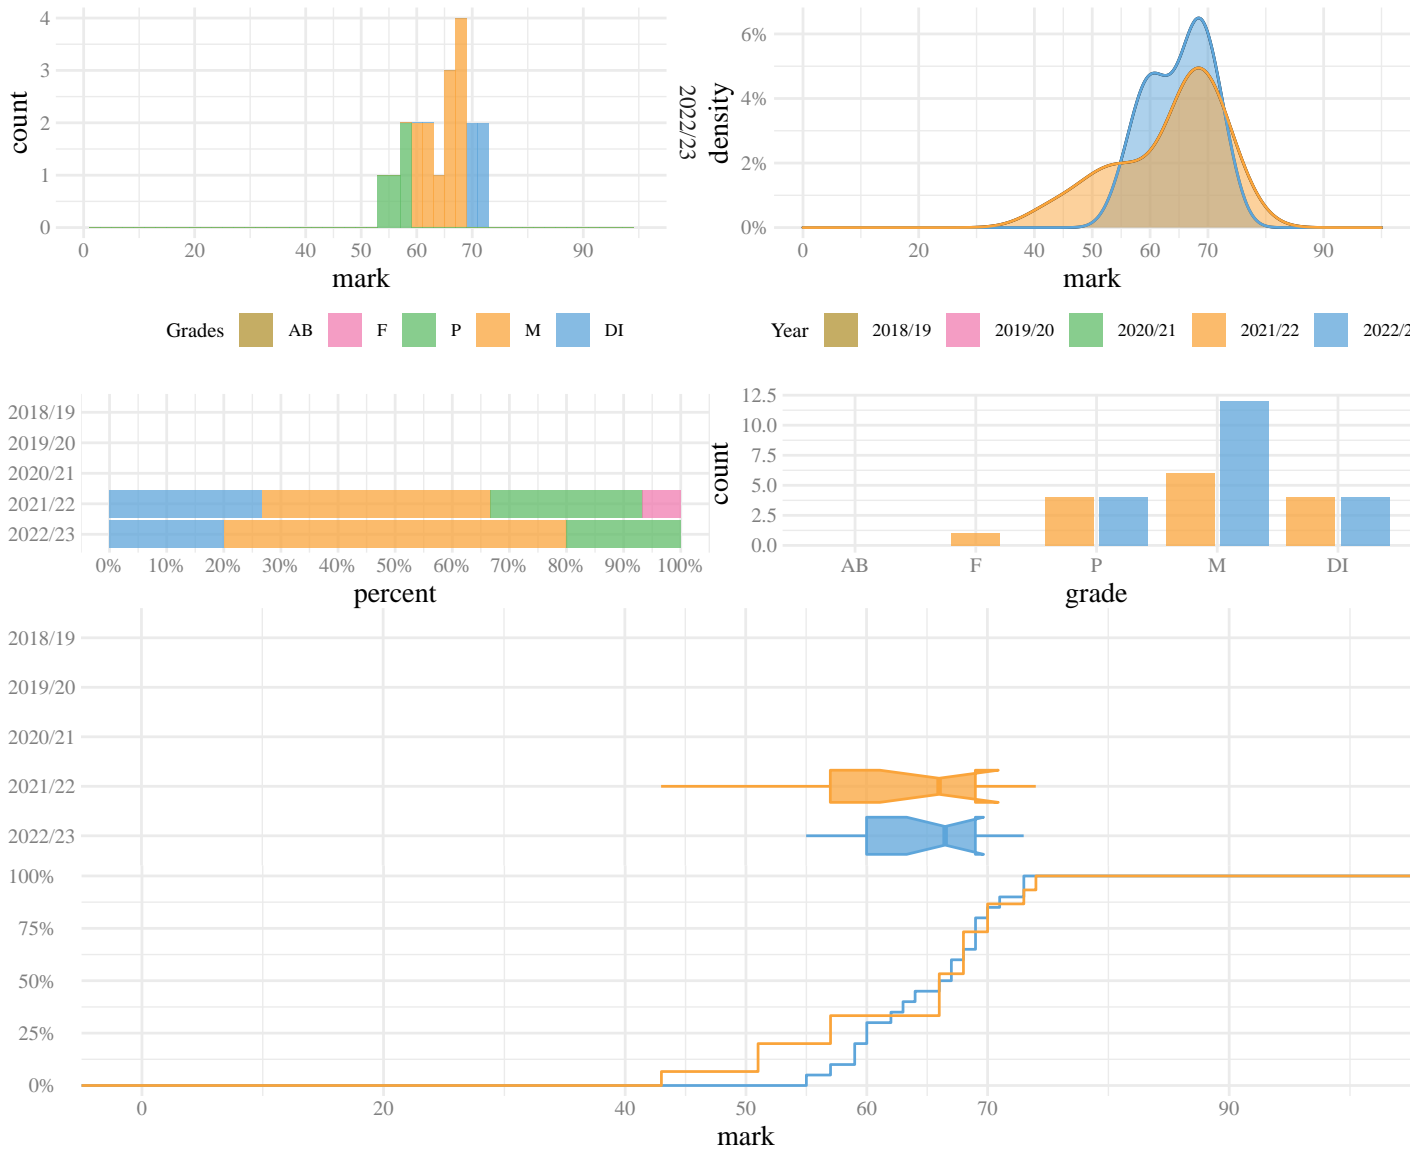 4
3
2
1
0
count
0 20 40 50 60 70 90
mark
2022/23
6%
4%
2%
0%
density
0 20 40 50 60 70 90
mark
Grades AB F P M DI
Year 2018/19 2019/20 2020/21 2021/22 2022/2
2018/19
2019/20
2020/21
2021/22
2022/23
0% 10% 20% 30% 40% 50% 60% 70% 80% 90% 100%
percent
12.5
10.0
7.5
5.0
2.5
0.0
count
AB F P M DI
grade
2018/19
2019/20
2020/21
2021/22
2022/23
100%
75%
50%
25%
0%
0 20 40 50 60 70 90
mark